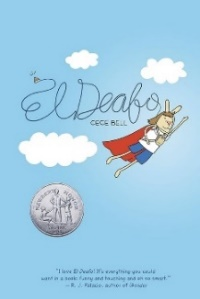 El Deafo
CECE BELL
"I love El Deafo! It's everything you would
want in a book: funny and touching and oh so smart."
— R. J. Palacio, author of Wonder